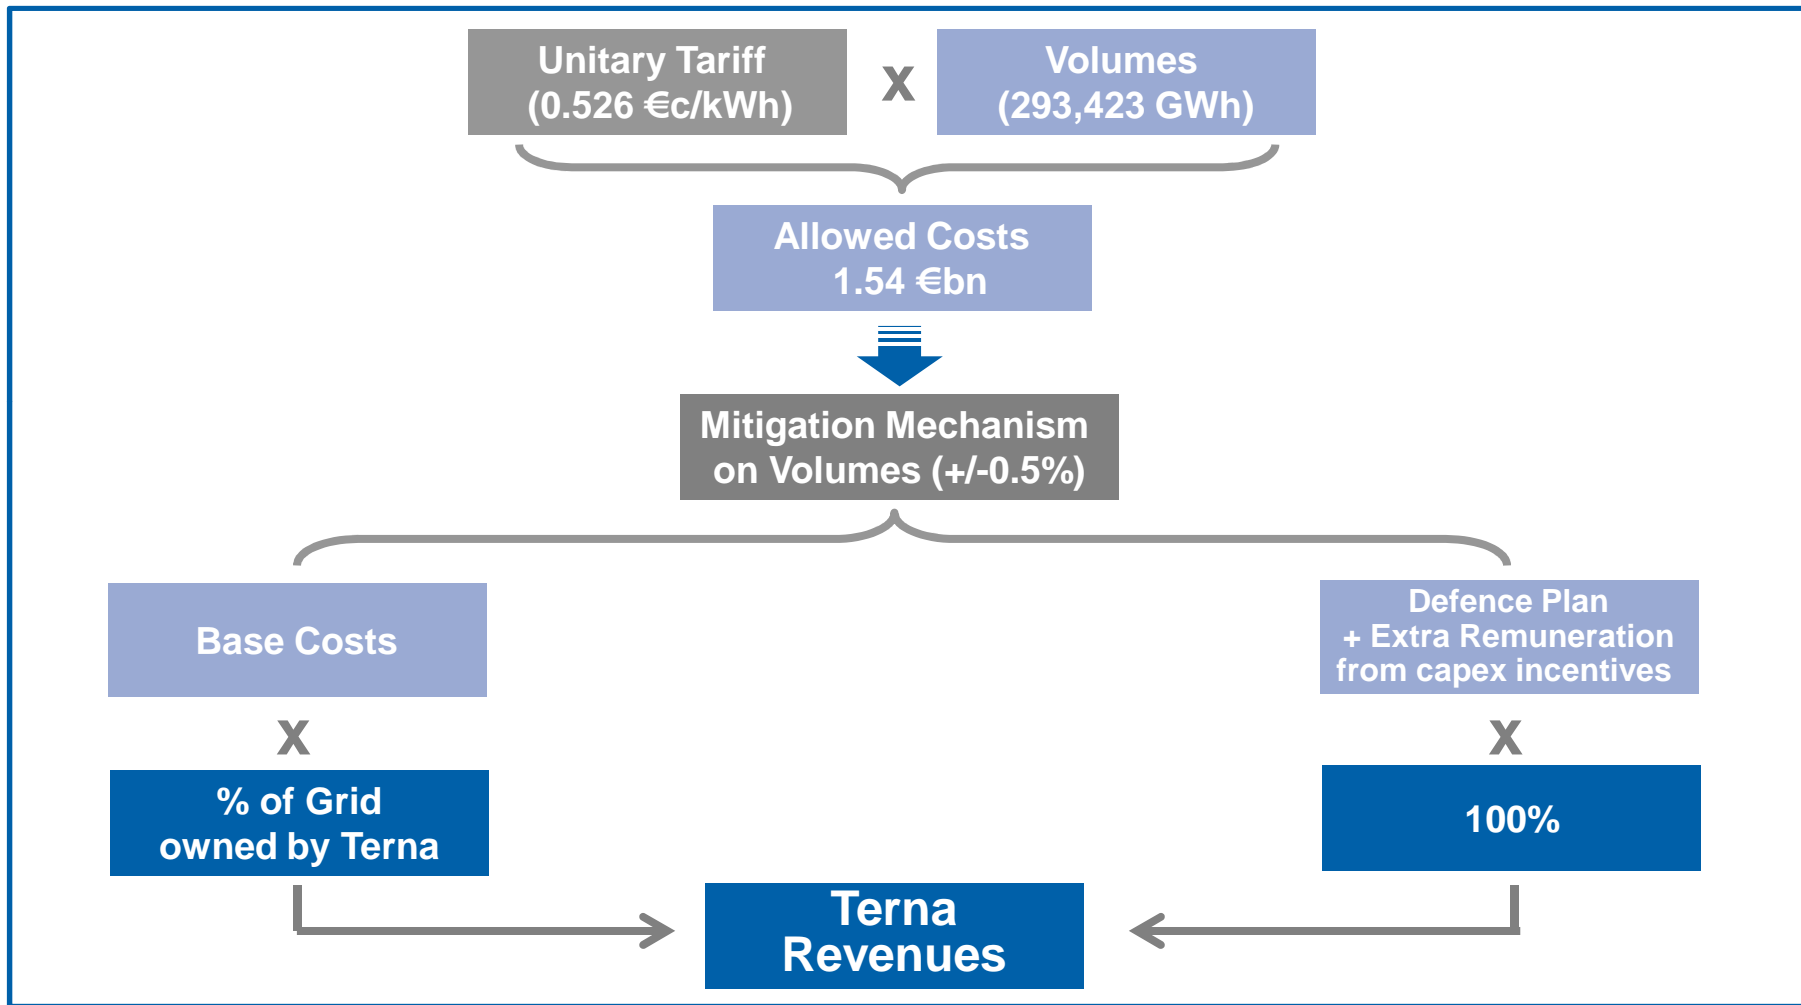 Unitary Tariff
(0.526 €c/kWh)
X
Volumes
(293,423 GWh)
Allowed Costs
1.54 €bn
Mitigation Mechanism
on Volumes (+/-0.5%)
Base Costs
X
% of Grid
owned by Terna
Defence Plan
+ Extra Remuneration
from capex incentives
X
100%
Terna
Revenues